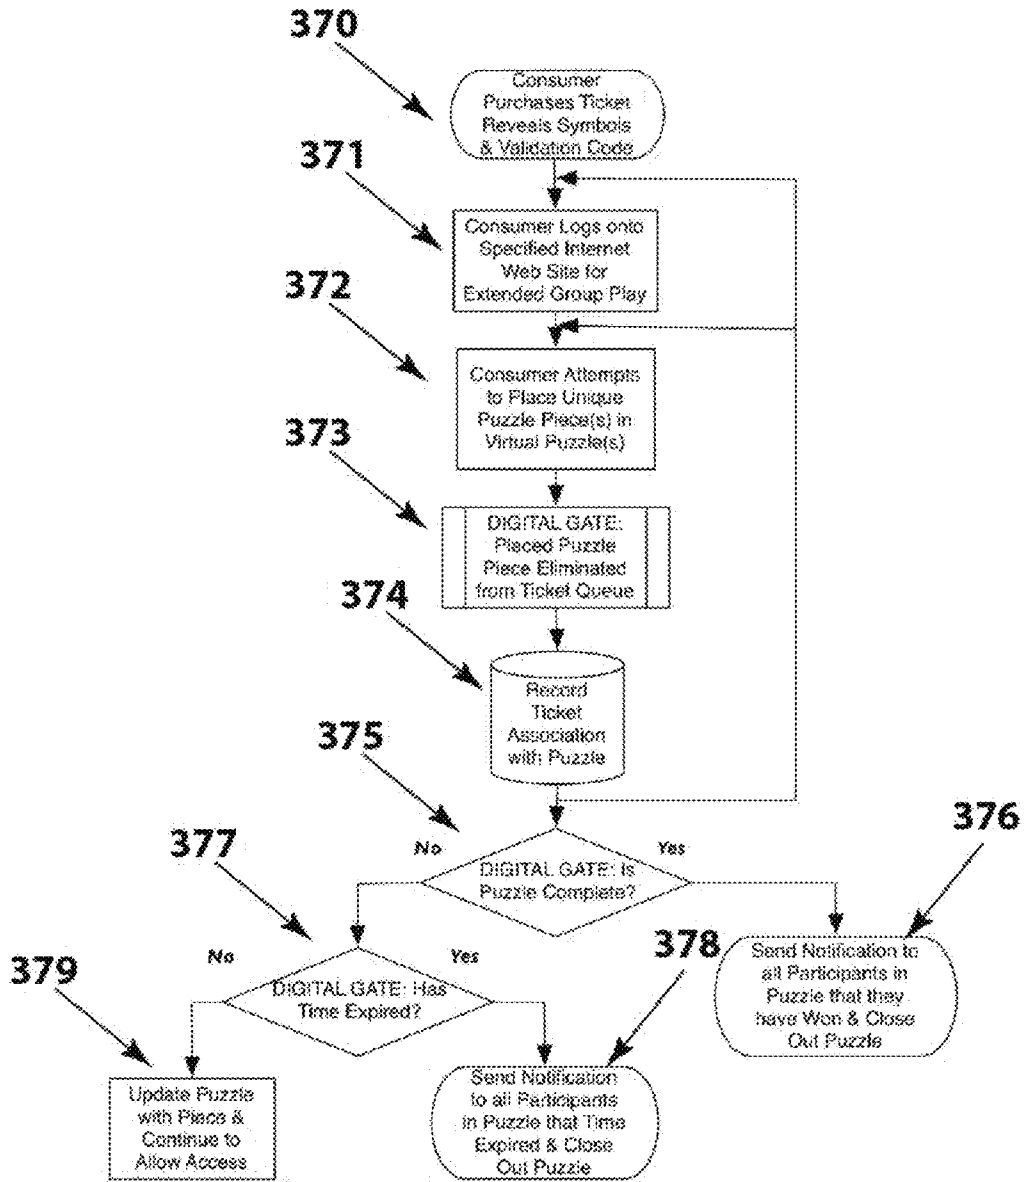 370
Consumer
Purchases Ticket
Reveals Symbols
& Validation Code
371
Consumer Logs onto
Specified Internet
Web Site for
Extended Group Play
372
Consumer Attempts
to Place Unique
Puzzle Piece(s) in
Virtual Puzzle(s)
373
DIGITAL GATE:
Placed Puzzle
Piece Eliminated
from Ticket Queue
374
Record
Ticket
Association
with Puzzle
375
No
Yes
DIGITAL GATE: Is
Puzzle Complete?
376
Send Notification to
all Participants in
Puzzle that they
have Won & Close
Out Puzzle
377
No
Yes
DIGITAL GATE: Has
Time Expired?
378
Send Notification
to all Participants
in Puzzle that Time
Expired & Close
Out Puzzle
379
Update Puzzle
with Piece &
Continue to
Allow Access